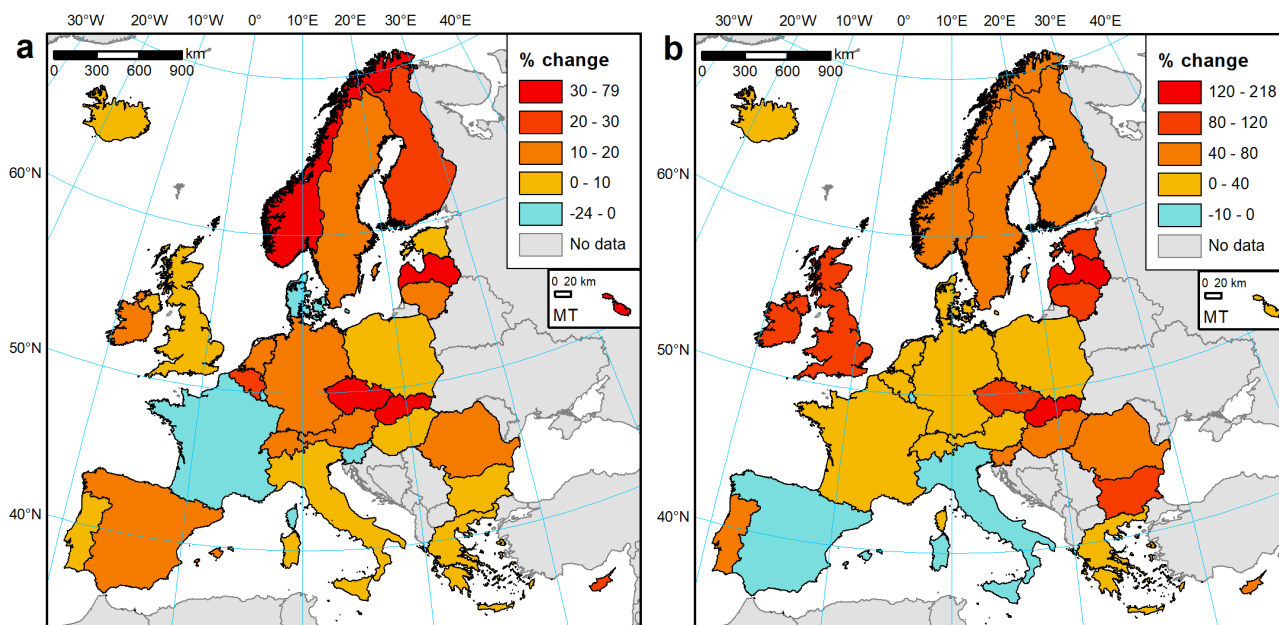 30°W 20°W 10°W 0° 10°E 20°E 30°E 40°E
a
km
0 300 600 900
% change
30 - 79
20 - 30
10 - 20
0 - 10
-24 - 0
No data
0 20 km
MT
60°N
50°N
40°N
30°W 20°W 10°W 0° 10°E 20°E 30°E 40°E
b
km
0 300 600 900
% change
120 - 218
80 - 120
40 - 80
0 - 40
-10 - 0
No data
0 20 km
MT
60°N
50°N
40°N